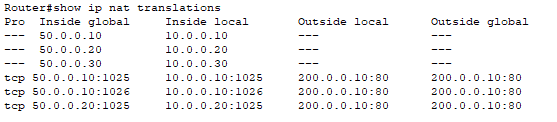 Router#show ip nat translations
Pro  Inside global      Inside local       Outside local      Outside global
---  50.0.0.10          10.0.0.10          ---                ---
---  50.0.0.20          10.0.0.20          ---                ---
---  50.0.0.30          10.0.0.30          ---                ---
tcp 50.0.0.10:1025      10.0.0.10:1025     200.0.0.10:80      200.0.0.10:80
tcp 50.0.0.10:1026      10.0.0.10:1026     200.0.0.10:80      200.0.0.10:80
tcp 50.0.0.20:1025      10.0.0.20:1025     200.0.0.10:80      200.0.0.10:80